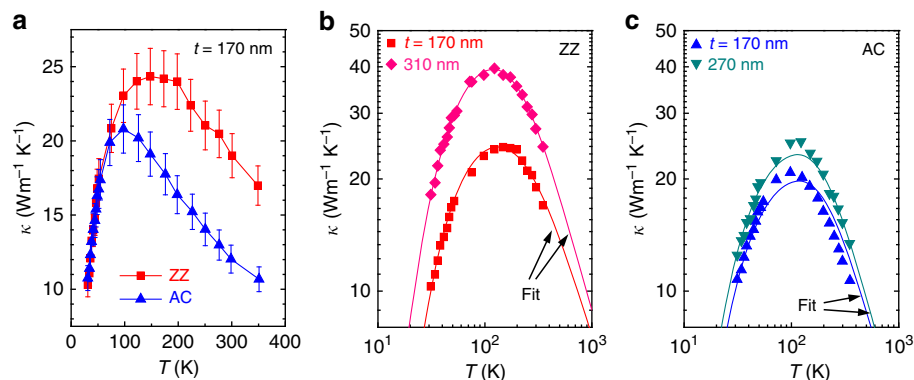 a
t = 170 nm
κ (Wm⁻¹ K⁻¹)
25
20
15
10
ZZ
AC
0 100 200 300 400
T (K)
b
t = 170 nm
310 nm
ZZ
κ (Wm⁻¹ K⁻¹)
50
40
30
20
10
Fit
10¹ 10² 10³
T (K)
c
t = 170 nm
270 nm
AC
κ (Wm⁻¹ K⁻¹)
50
40
30
20
10
Fit
10¹ 10² 10³
T (K)